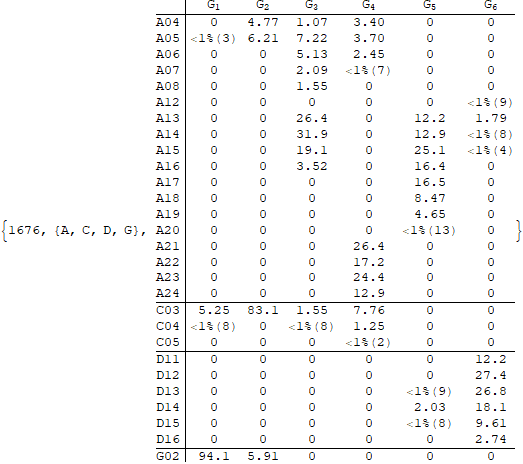 G1 G2 G3 G4 G5 G6
A04 0 4.77 1.07 3.40 0 0
A05 <1%(3) 6.21 7.22 3.70 0 0
A06 0 0 5.13 2.45 0 0
A07 0 0 2.09 <1%(7) 0 0
A08 0 0 1.55 0 0 0
A12 0 0 0 0 0 <1%(9)
A13 0 0 26.4 0 12.2 1.79
A14 0 0 31.9 0 12.9 <1%(8)
A15 0 0 19.1 0 25.1 <1%(4)
A16 0 0 3.52 0 16.4 0
A17 0 0 0 0 16.5 0
A18 0 0 0 0 8.47 0
A19 0 0 0 0 4.65 0
{1676, {A, C, D, G}, A20 0 0 0 0 <1%(13) 0 }
A21 0 0 0 26.4 0 0
A22 0 0 0 17.2 0 0
A23 0 0 0 24.4 0 0
A24 0 0 0 12.9 0 0
C03 5.25 83.1 1.55 7.76 0 0
C04 <1%(8) 0 <1%(8) 1.25 0 0
C05 0 0 0 <1%(2) 0 0
D11 0 0 0 0 0 12.2
D12 0 0 0 0 0 27.4
D13 0 0 0 0 <1%(9) 26.8
D14 0 0 0 0 2.03 18.1
D15 0 0 0 0 <1%(8) 9.61
D16 0 0 0 0 0 2.74
G02 94.1 5.91 0 0 0 0